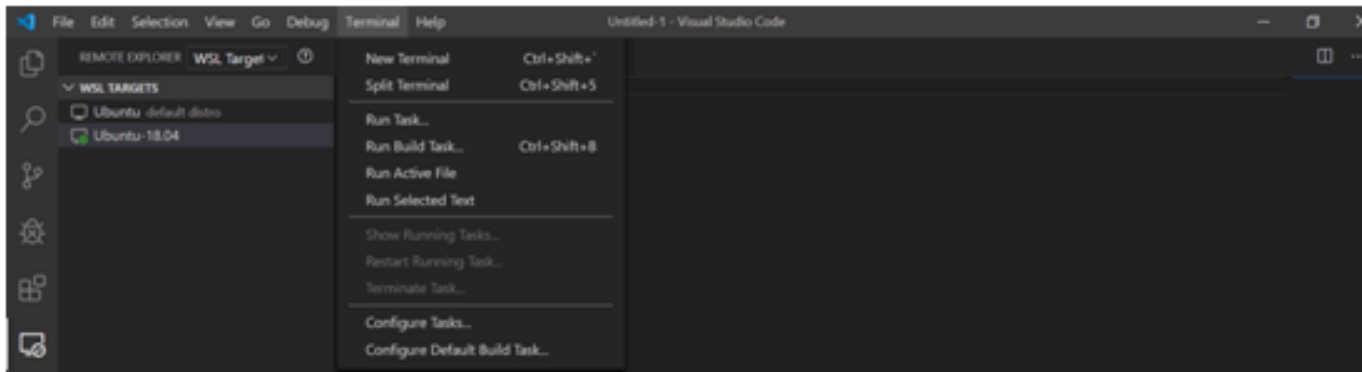 File Edit Selection View Go Debug Terminal Help Untitled-1 - Visual Studio Code
REMOTE EXPLORER WSL Target
WSL TARGETS
Ubuntu default distro
Ubuntu-18.04
New Terminal Ctrl+Shift+`
Split Terminal Ctrl+Shift+5
Run Task...
Run Build Task... Ctrl+Shift+B
Run Active File
Run Selected Text
Show Running Tasks...
Restart Running Task...
Terminate Task...
Configure Tasks...
Configure Default Build Task...